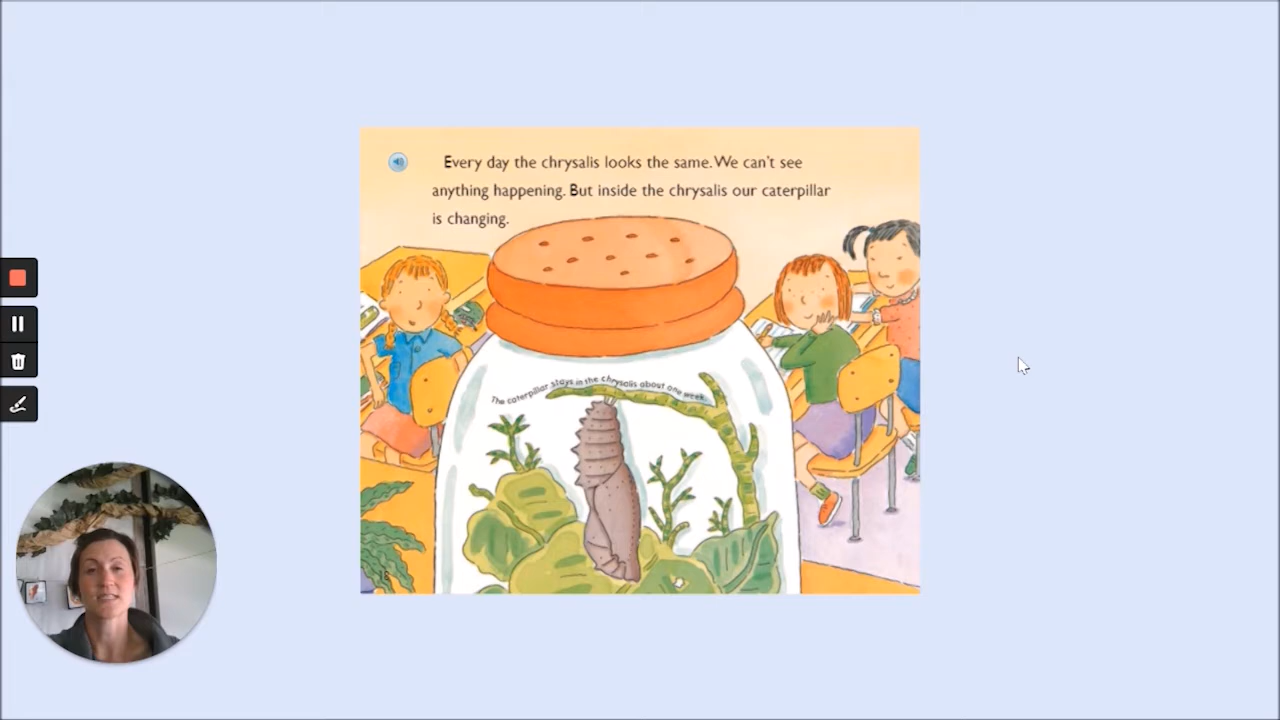 Every day the chrysalis looks the same. We can't see
anything happening. But inside the chrysalis our caterpillar
is changing.
The caterpillar stays in the chrysalis about one week.